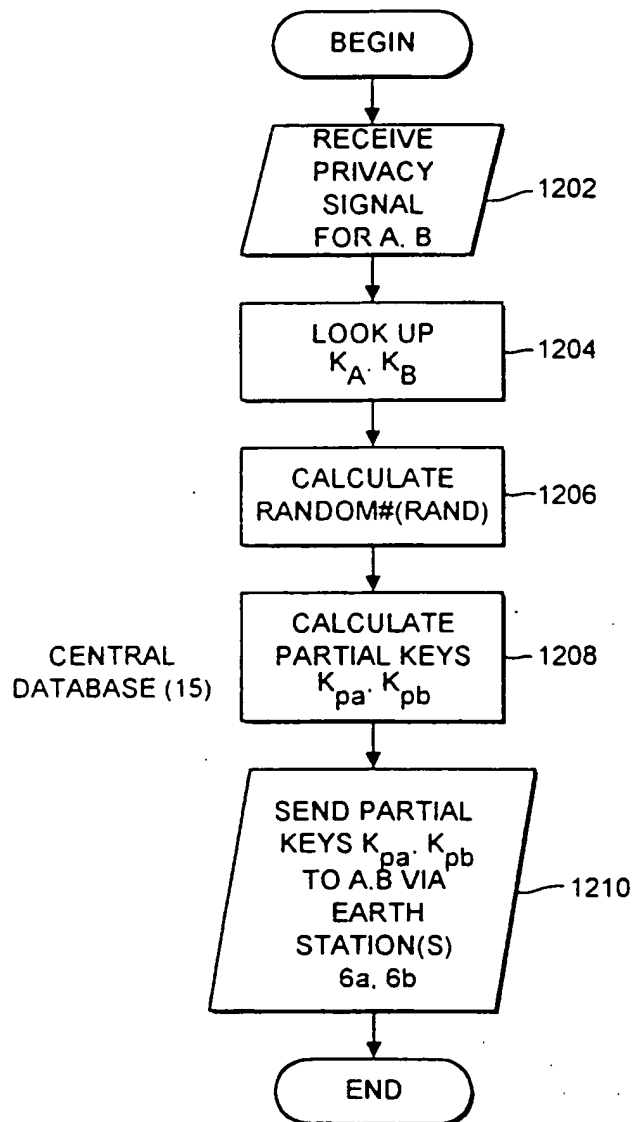 BEGIN
RECEIVE
PRIVACY
SIGNAL
FOR A, B
1202
LOOK UP
K_A, K_B
1204
CALCULATE
RANDOM#(RAND)
1206
CALCULATE
PARTIAL KEYS
K_pa, K_pb
1208
CENTRAL
DATABASE (15)
SEND PARTIAL
KEYS K_pa, K_pb
TO A.B VIA
EARTH
STATION(S)
6a, 6b
1210
END